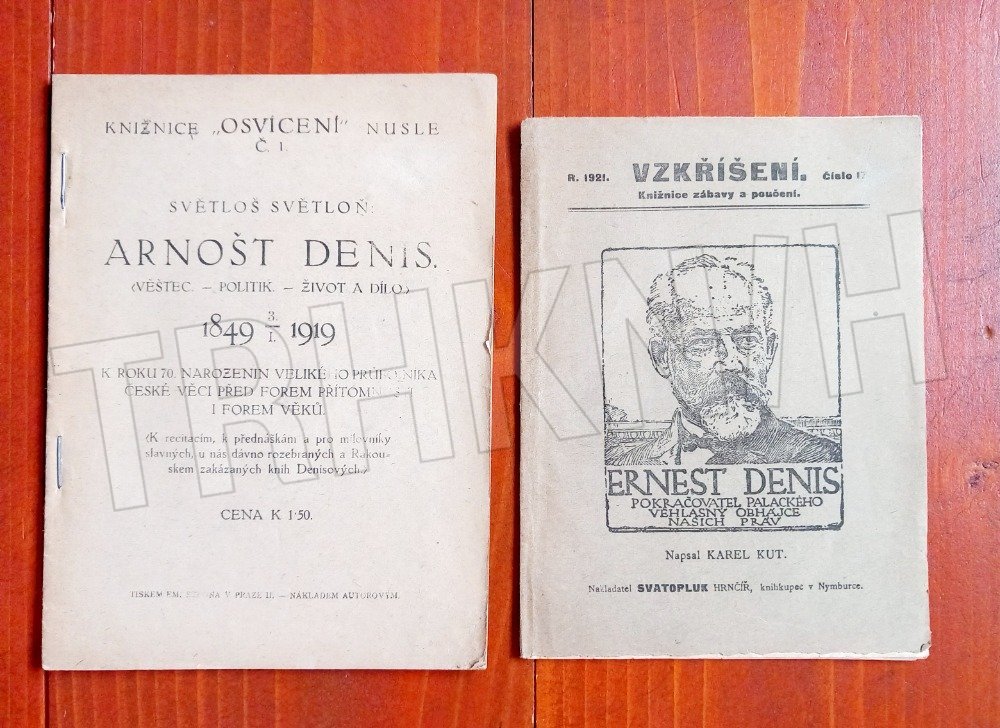 KNIŽNICE „OSVÍCENÍ" NUSLE
Č. 1
SVĚTLOŠ SVĚTLOŇ:
ARNOŠT DENIS.
(VĚŠTEC. – POLITIK. – ŽIVOT A DÍLO.)
1849 3/I. 1919
K ROKU 70. NAROZENIN VELIKÉHO
ČESKÉ VĚCI PŘED FOREM
I FOREM VĚKŮ.
(K recitacím, k přednáškám a pro milovníky
slavných, u nás dávno rozebraných a Rakou-
skem zakázaných knih Denisových.)
CENA K 1·50.
TISKEM EM. V PRAZE II. – NÁKLADEM AUTOROVÝM.
R. 1921. VZKŘÍŠENÍ. Číslo 17
Knižnice zábavy a poučení.
ERNEST DENIS
POKRAČOVATEL PALACKÉHO
VĚHLASNÝ OBHÁJCE
NAŠICH PRÁV
Napsal KAREL KUT.
Nakladatel SVATOPLUK HRNČÍŘ, knihkupec v Nymburce.
TRHKNIH